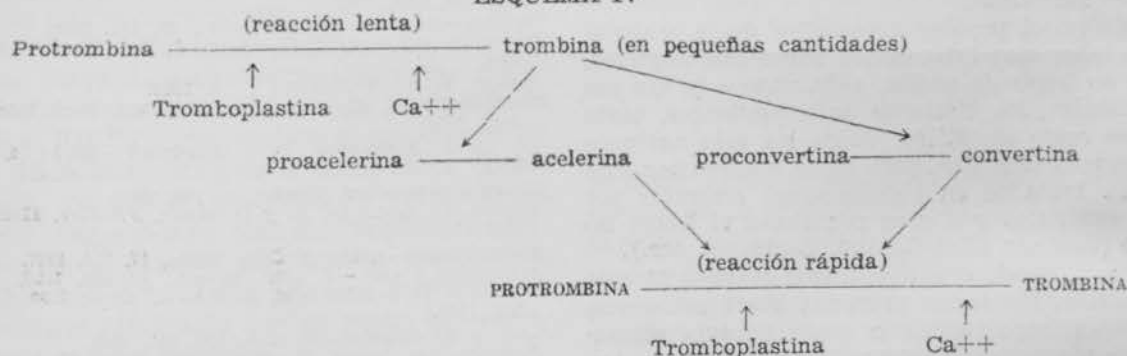 (reacción lenta)
Protrombina trombina (en pequeñas cantidades)
Tromboplastina Ca++
proacelerina acelerina proconvertina convertina
(reacción rápida)
PROTROMBINA TROMBINA
Tromboplastina Ca++